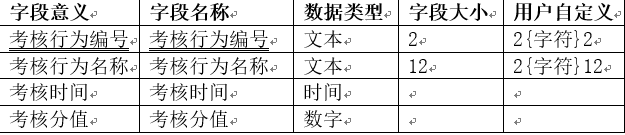 字段意义 字段名称 数据类型 字段大小 用户自定义
考核行为编号 考核行为编号 文本 2 2{字符}2
考核行为名称 考核行为名称 文本 12 2{字符}12
考核时间 考核时间 时间
考核分值 考核分值 数字